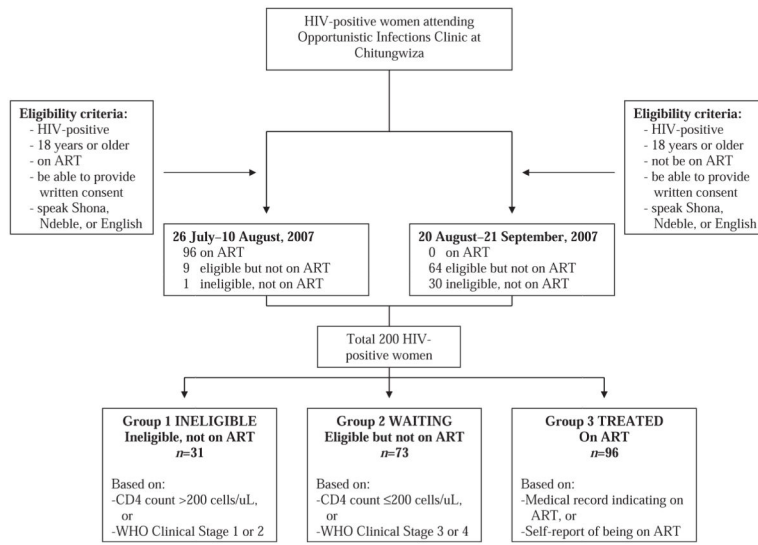 HIV-positive women attending
Opportunistic Infections Clinic at
Chitungwiza
Eligibility criteria:
- HIV-positive
- 18 years or older
- on ART
- be able to provide
written consent
- speak Shona,
Ndeble, or English
Eligibility criteria:
- HIV-positive
- 18 years or older
- not be on ART
- be able to provide
written consent
- speak Shona,
Ndeble, or English
26 July–10 August, 2007
96 on ART
9 eligible but not on ART
1 ineligible, not on ART
20 August–21 September, 2007
0 on ART
64 eligible but not on ART
30 ineligible, not on ART
Total 200 HIV-
positive women
Group 1 INELIGIBLE
Ineligible, not on ART
n=31
Based on:
-CD4 count >200 cells/uL,
or
-WHO Clinical Stage 1 or 2
Group 2 WAITING
Eligible but not on ART
n=73
Based on:
-CD4 count ≤200 cells/uL,
or
-WHO Clinical Stage 3 or 4
Group 3 TREATED
On ART
n=96
Based on:
-Medical record indicating on
ART, or
-Self-report of being on ART